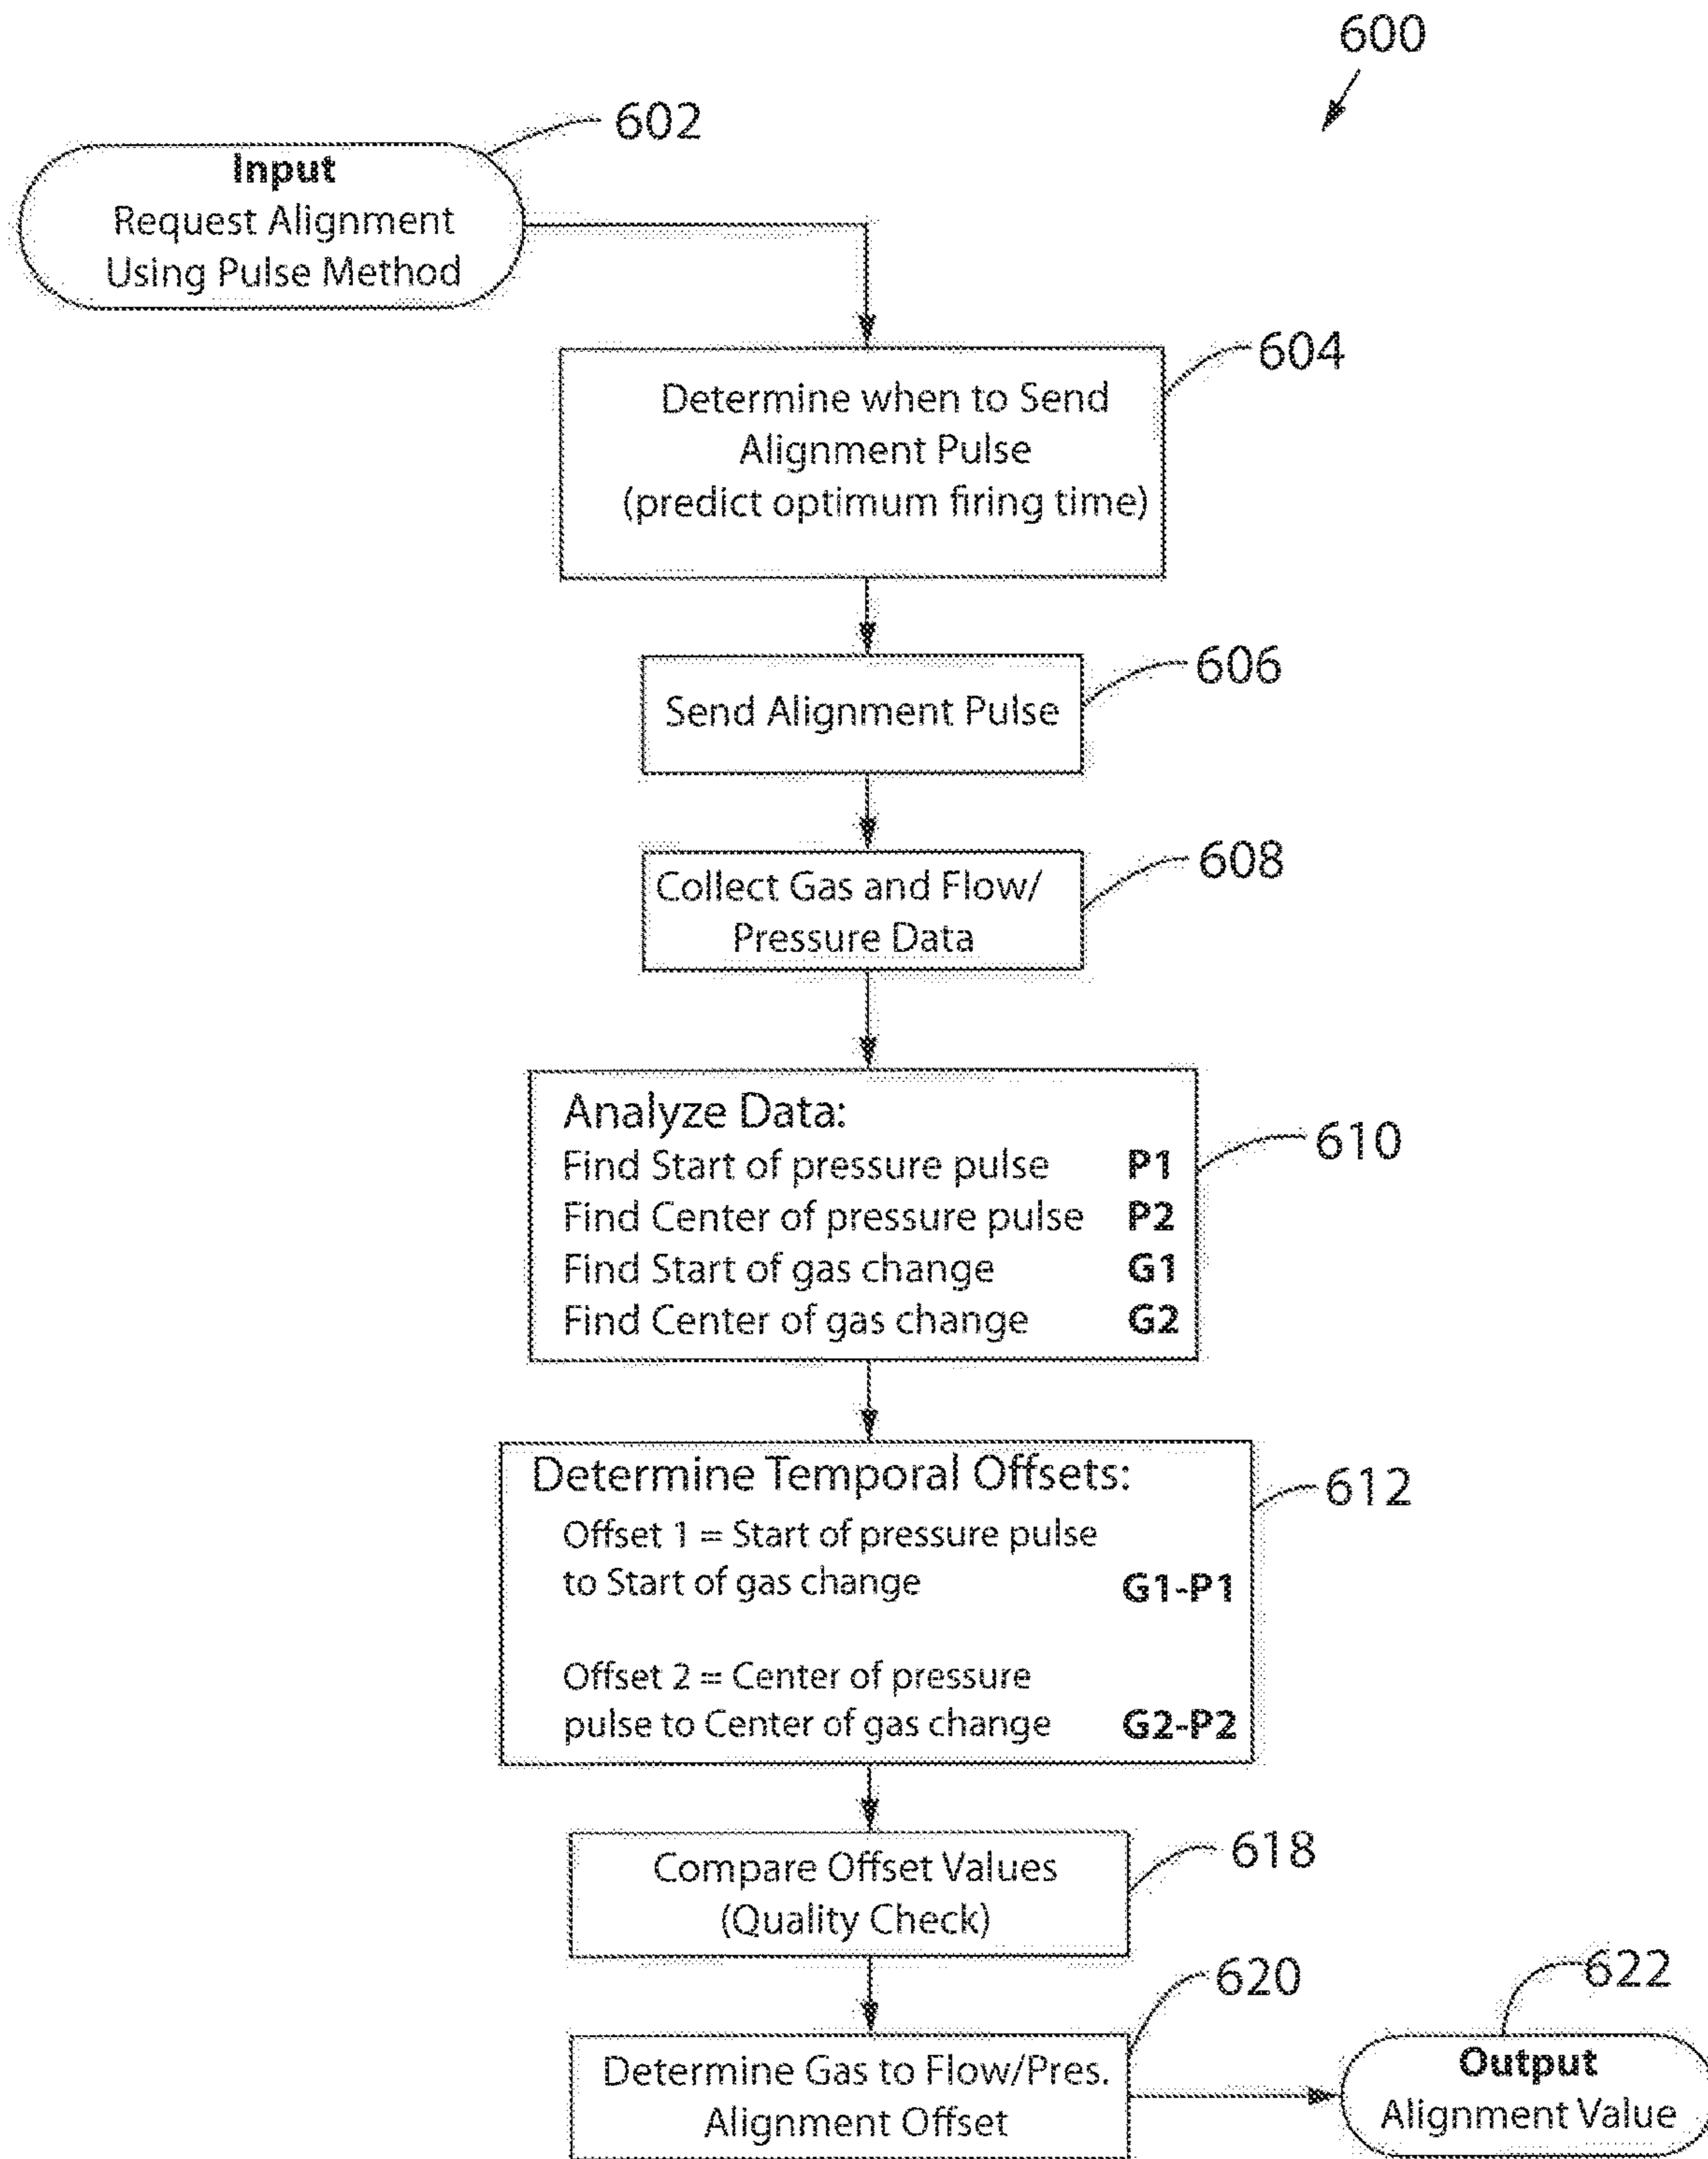 600
602
Input
Request Alignment
Using Pulse Method
604
Determine when to Send
Alignment Pulse
(predict optimum firing time)
606
Send Alignment Pulse
608
Collect Gas and Flow/
Pressure Data
610
Analyze Data:
Find Start of pressure pulse P1
Find Center of pressure pulse P2
Find Start of gas change G1
Find Center of gas change G2
612
Determine Temporal Offsets:
Offset 1 = Start of pressure pulse
to Start of gas change G1-P1
Offset 2 = Center of pressure
pulse to Center of gas change G2-P2
618
Compare Offset Values
(Quality Check)
620
Determine Gas to Flow/Pres.
Alignment Offset
622
Output
Alignment Value